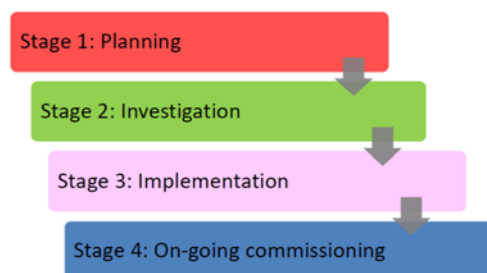 Stage 1: Planning
Stage 2: Investigation
Stage 3: Implementation
Stage 4: On-going commissioning